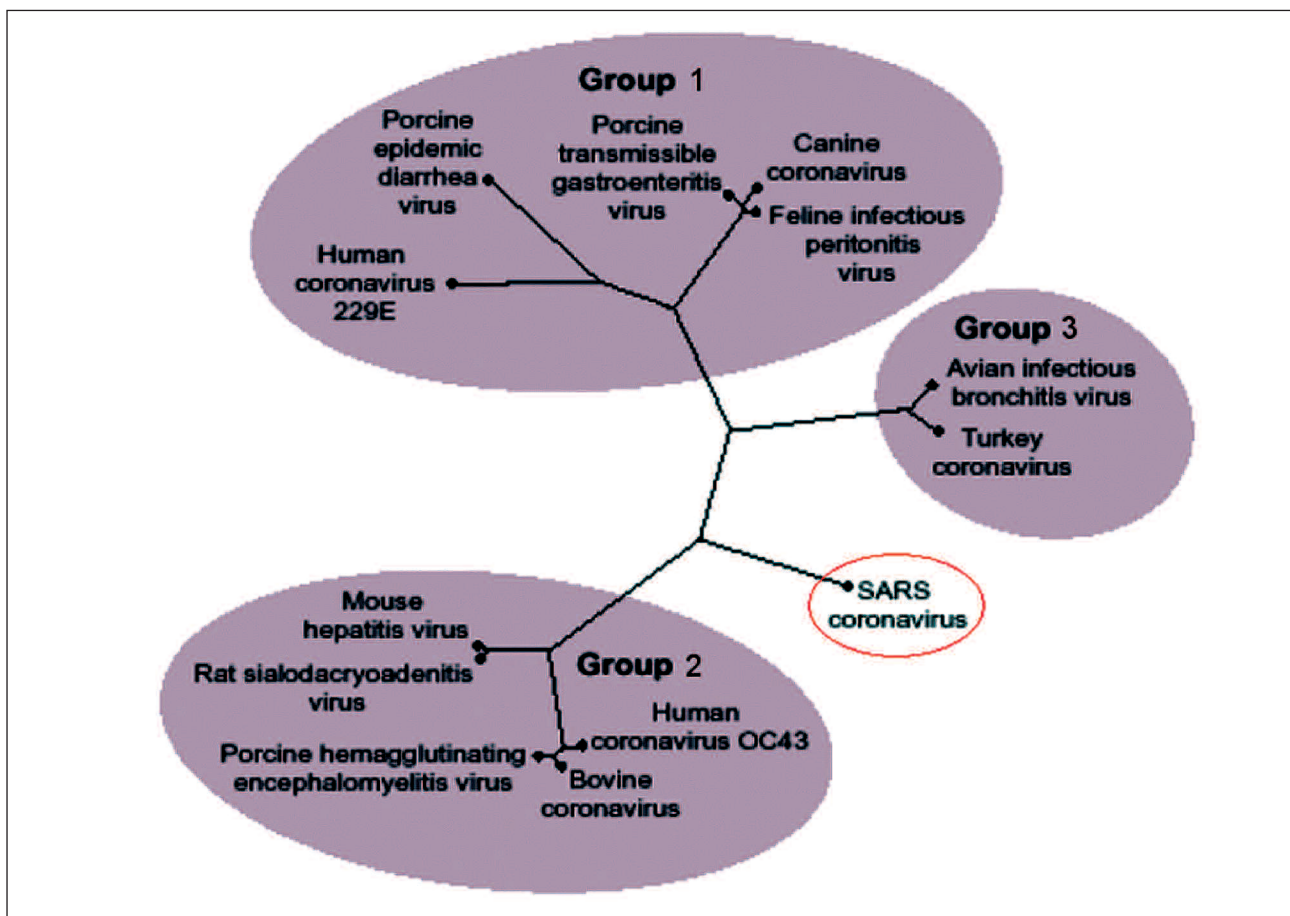 Group 1
Porcine
epidemic
diarrhea
virus
Porcine
transmissible
gastroenteritis
virus
Canine
coronavirus
Feline infectious
peritonitis
virus
Human
coronavirus
229E
Group 3
Avian infectious
bronchitis virus
Turkey
coronavirus
SARS
coronavirus
Mouse
hepatitis virus
Rat sialodacryoadenitis
virus
Group 2
Human
coronavirus OC43
Porcine hemagglutinating
encephalomyelitis virus
Bovine
coronavirus